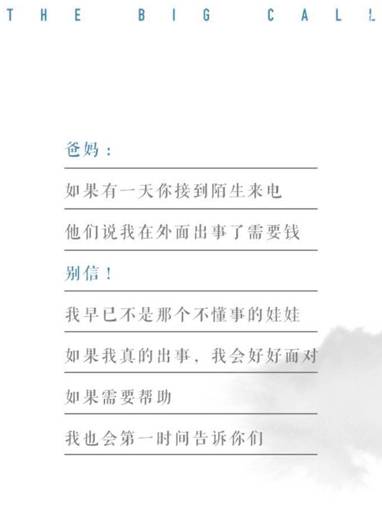 THE BIG CALL
爸妈：
如果有一天你接到陌生来电
他们说我在外面出事了需要钱
别信！
我早已不是那个不懂事的娃娃
如果我真的出事，我会好好面对
如果需要帮助
我也会第一时间告诉你们